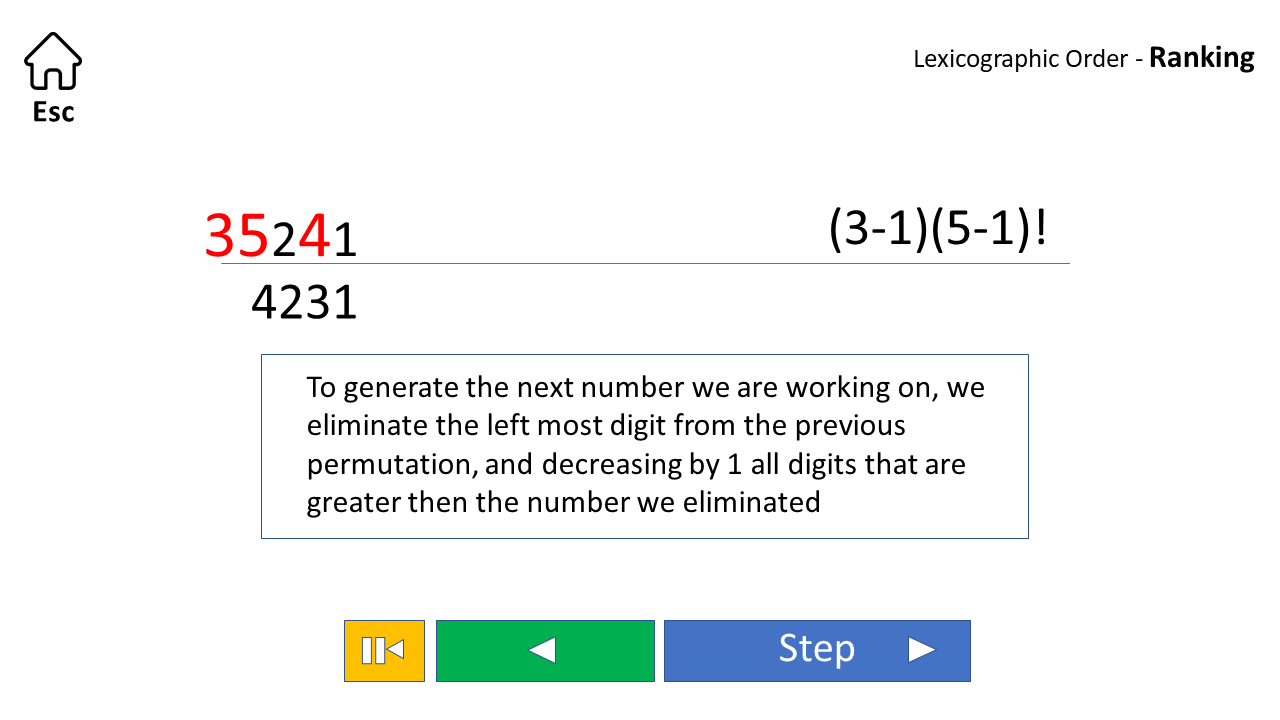 Lexicographic Order - Ranking
Esc
35241
(3-1)(5-1)!
4231
To generate the next number we are working on, we
eliminate the left most digit from the previous
permutation, and decreasing by 1 all digits that are
greater then the number we eliminated
Step